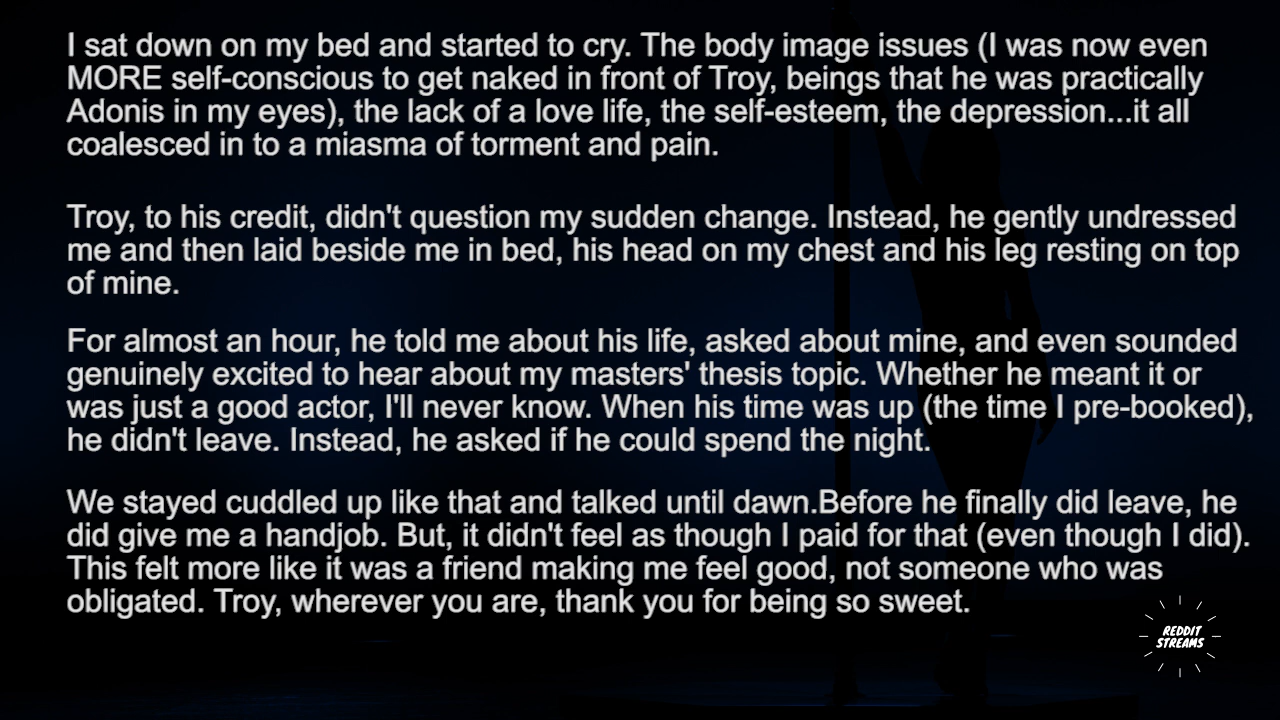 I sat down on my bed and started to cry. The body image issues (I was now even
MORE self-conscious to get naked in front of Troy, beings that he was practically
Adonis in my eyes), the lack of a love life, the self-esteem, the depression...it all
coalesced in to a miasma of torment and pain.
Troy, to his credit, didn't question my sudden change. Instead, he gently undressed
me and then laid beside me in bed, his head on my chest and his leg resting on top
of mine.
For almost an hour, he told me about his life, asked about mine, and even sounded
genuinely excited to hear about my masters' thesis topic. Whether he meant it or
was just a good actor, I'll never know. When his time was up (the time I pre-booked),
he didn't leave. Instead, he asked if he could spend the night.
We stayed cuddled up like that and talked until dawn.Before he finally did leave, he
did give me a handjob. But, it didn't feel as though I paid for that (even though I did).
This felt more like it was a friend making me feel good, not someone who was
obligated. Troy, wherever you are, thank you for being so sweet.
REDDIT
STREAMS